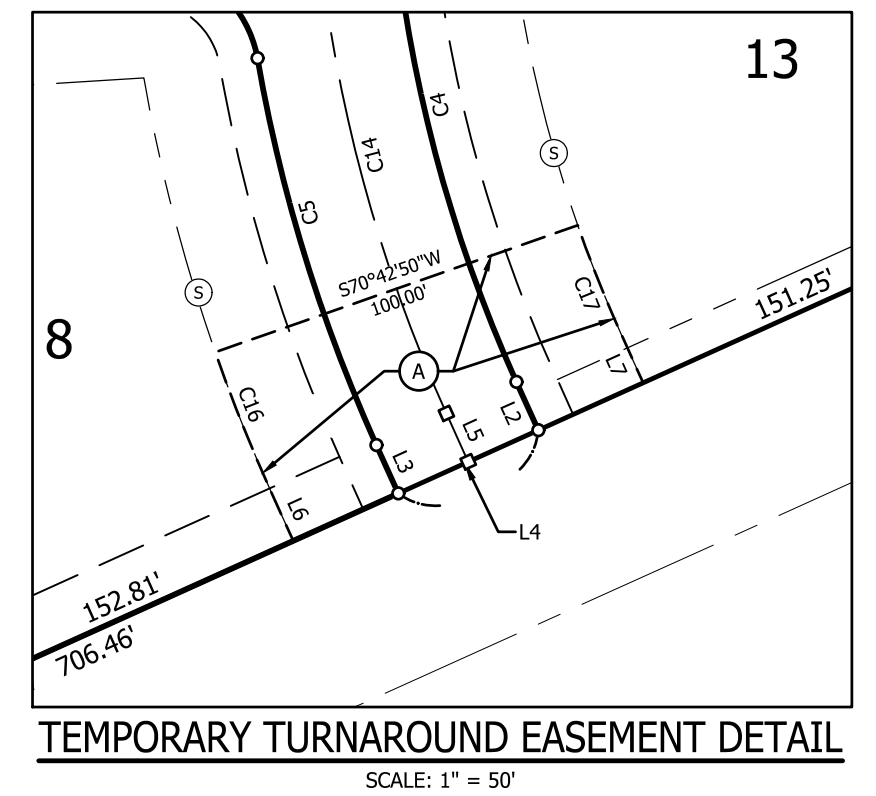 13
C4
C14
S
C5
S70°42'50"W
100.00'
S
C17
151.25'
8
A
L7
C16
L2
L5
L3
L6
L4
152.81'
706.46'
TEMPORARY TURNAROUND EASEMENT DETAIL
SCALE: 1" = 50'